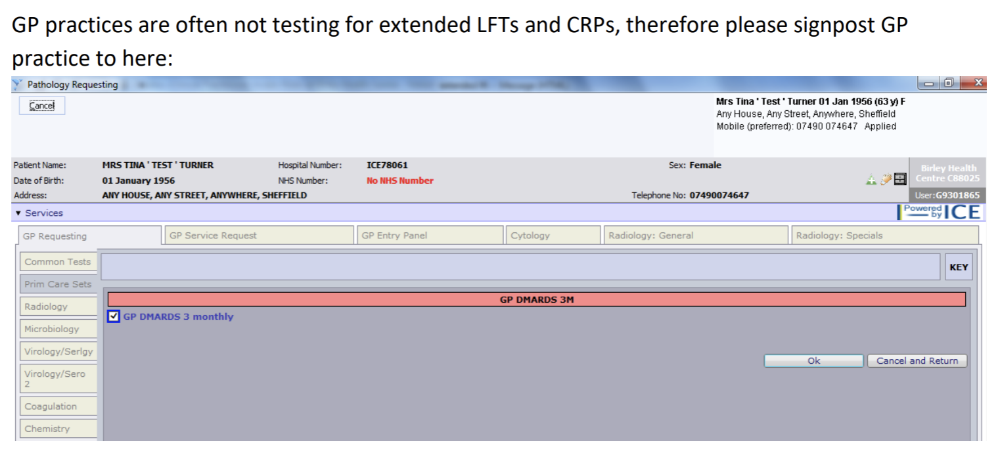 GP practices are often not testing for extended LFTs and CRPs, therefore please signpost GP
practice to here:
Pathology Requesting
Cancel
Mrs Tina ' Test ' Turner 01 Jan 1956 (63 y) F
Any House, Any Street, Anywhere, Sheffield
Mobile (preferred): 07490 074647 Applied
Patient Name: MRS TINA ' TEST ' TURNER Hospital Number: ICE78061 Sex: Female
Date of Birth: 01 January 1956 NHS Number: No NHS Number
Birley Health
Centre C88025
Address: ANY HOUSE, ANY STREET, ANYWHERE, SHEFFIELD Telephone No: 07490074647 User:G9301865
▼ Services
Powered by ICE
GP Requesting GP Service Request GP Entry Panel Cytology Radiology: General Radiology: Specials
Common Tests
KEY
Prim Care Sets
GP DMARDS 3M
Radiology
GP DMARDS 3 monthly
Microbiology
Virology/Serlgy
Ok Cancel and Return
Virology/Sero
2
Coagulation
Chemistry